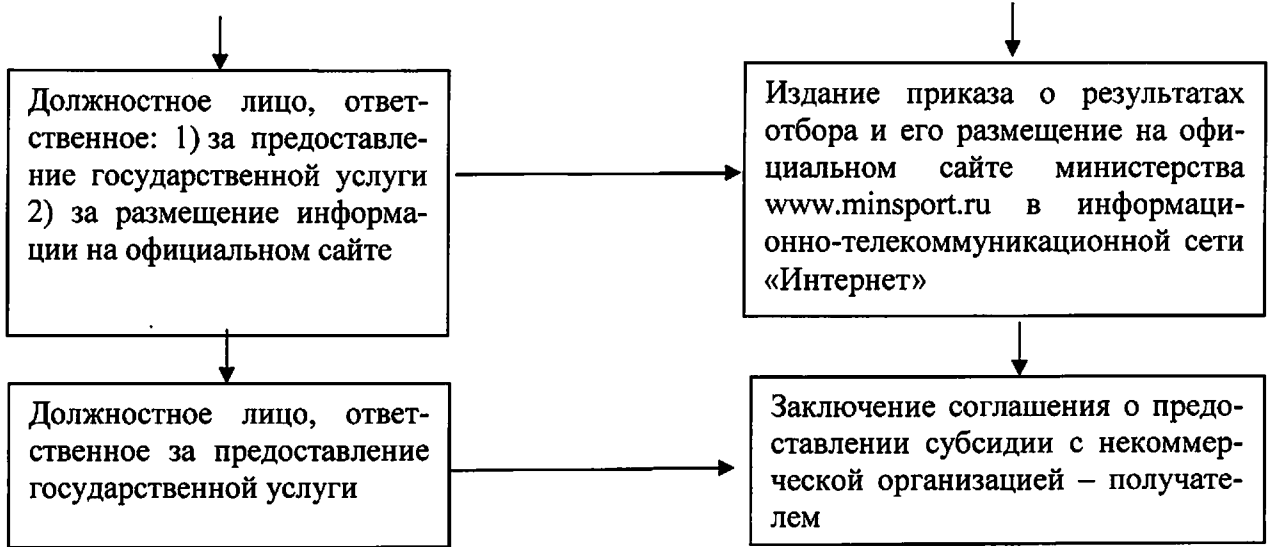 Должностное лицо, ответ-
ственное: 1) за предоставле-
ние государственной услуги
2) за размещение информа-
ции на официальном сайте
Издание приказа о результатах
отбора и его размещение на офи-
циальном сайте министерства
www.minsport.ru в информаци-
онно-телекоммуникационной сети
«Интернет»
Должностное лицо, ответ-
ственное за предоставление
государственной услуги
Заключение соглашения о предо-
ставлении субсидии с некоммер-
ческой организацией – получате-
лем